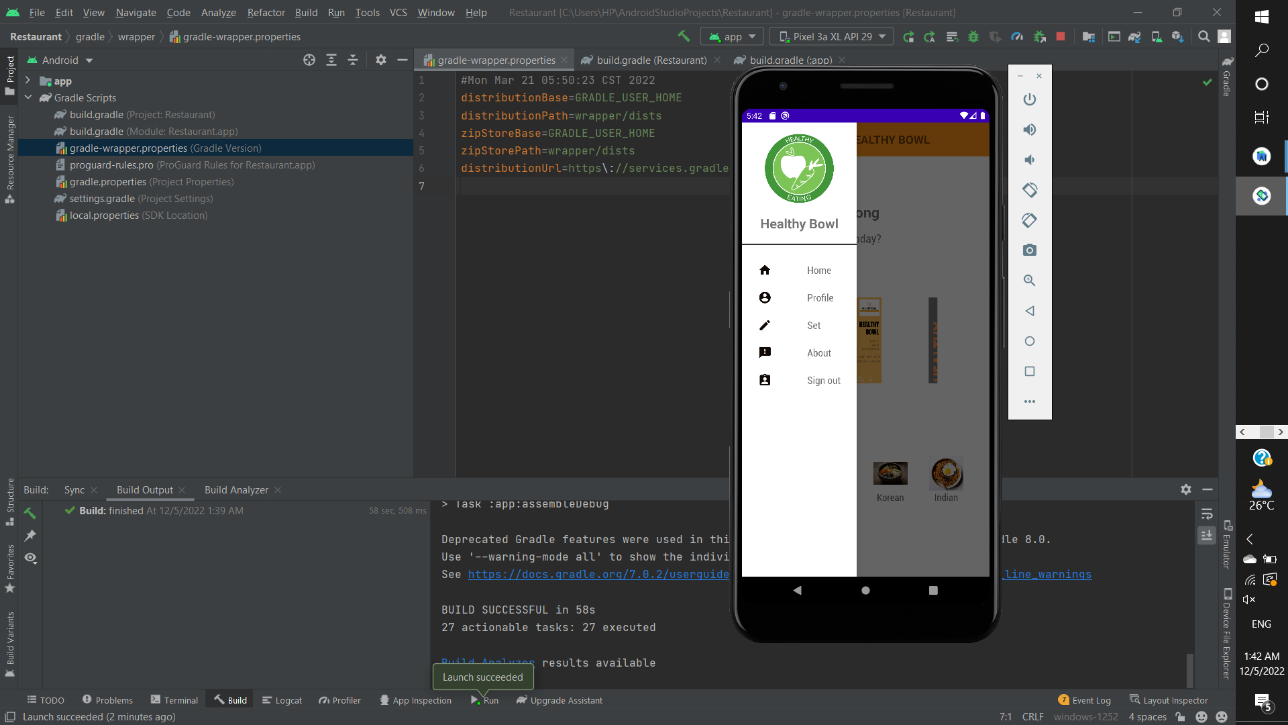 File Edit View Navigate Code Analyze Refactor Build Run Tools VCS Window Help Restaurant [C:\Users\HP\AndroidStudioProjects\Restaurant] - gradle-wrapper.properties [Restaurant]
Restaurant gradle wrapper gradle-wrapper.properties app Pixel 3a XL API 29
Project
Resource Manager
Structure
Favorites
Build Variants
Android
app
Gradle Scripts
build.gradle (Project: Restaurant)
build.gradle (Module: Restaurant.app)
gradle-wrapper.properties (Gradle Version)
proguard-rules.pro (ProGuard Rules for Restaurant.app)
gradle.properties (Project Properties)
settings.gradle (Project Settings)
local.properties (SDK Location)
gradle-wrapper.properties build.gradle (Restaurant) build.gradle (:app)
1 #Mon Mar 21 05:50:23 CST 2022
2 distributionBase=GRADLE_USER_HOME
3 distributionPath=wrapper/dists
4 zipStoreBase=GRADLE_USER_HOME
5 zipStorePath=wrapper/dists
6 distributionUrl=https\://services.gradle
7
5:42
HEALTHY
EATING
Healthy Bowl
Home
Profile
Set
About
Sign out
EALTHY BOWL
ong
nday?
HEALTHY
BOWL
Korean Indian
Gradle
Emulator
Device File Explorer
Build: Sync Build Output Build Analyzer
Build: finished At 12/5/2022 1:39 AM 58 sec, 508 ms
> Task :app:assembleDebug
Deprecated Gradle features were used in thi dle 8.0.
Use '--warning-mode all' to show the indivi
See https://docs.gradle.org/7.0.2/userguide _line_warnings
BUILD SUCCESSFUL in 58s
27 actionable tasks: 27 executed
Build Analyzer results available
Launch succeeded
TODO Problems Terminal Build Logcat Profiler App Inspection Run Upgrade Assistant Event Log Layout Inspector
Launch succeeded (2 minutes ago) 7:1 CRLF windows-1252 4 spaces
26°C
ENG
1:42 AM
12/5/2022
5